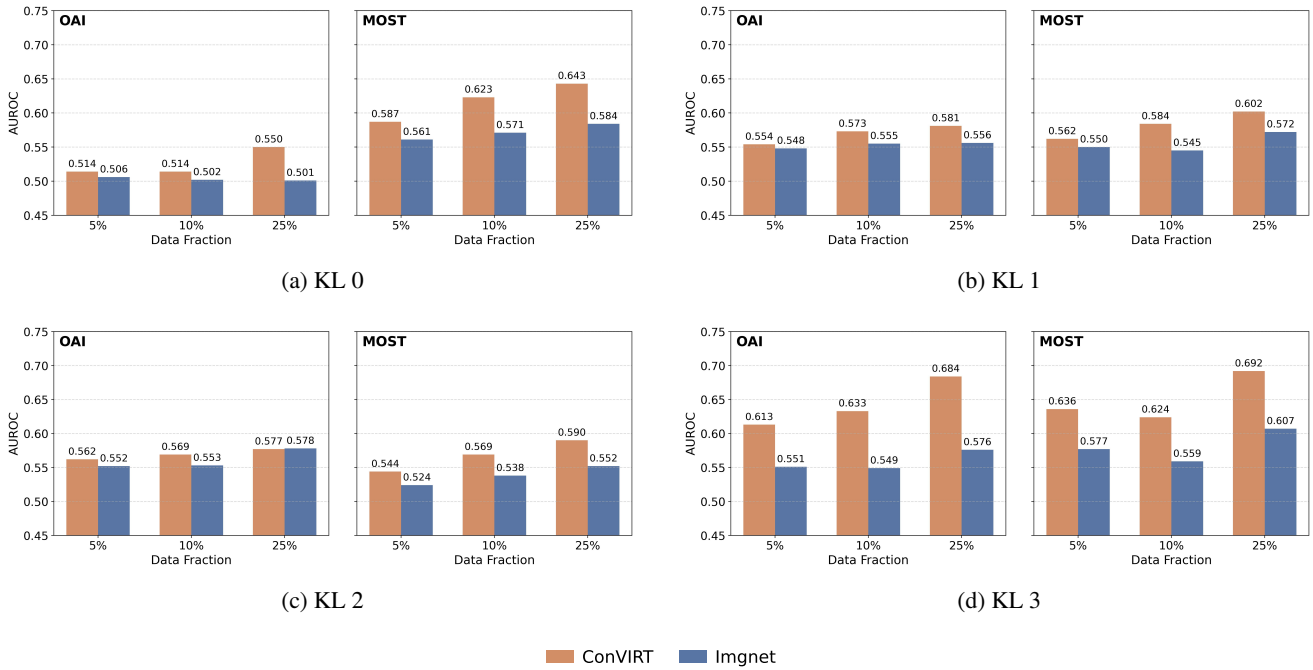 OAI
0.75
0.70
0.65
0.60
0.55
0.50
0.45
AUROC
0.514 0.506 0.514 0.502 0.550 0.501
5% 10% 25%
Data Fraction
MOST
0.587 0.561 0.623 0.571 0.643 0.584
5% 10% 25%
Data Fraction
(a) KL 0
OAI
0.75
0.70
0.65
0.60
0.55
0.50
0.45
AUROC
0.554 0.548 0.573 0.555 0.581 0.556
5% 10% 25%
Data Fraction
MOST
0.562 0.550 0.584 0.545 0.602 0.572
5% 10% 25%
Data Fraction
(b) KL 1
OAI
0.75
0.70
0.65
0.60
0.55
0.50
0.45
AUROC
0.562 0.552 0.569 0.553 0.577 0.578
5% 10% 25%
Data Fraction
MOST
0.544 0.524 0.569 0.538 0.590 0.552
5% 10% 25%
Data Fraction
(c) KL 2
OAI
0.75
0.70
0.65
0.60
0.55
0.50
0.45
AUROC
0.613 0.551 0.633 0.549 0.684 0.576
5% 10% 25%
Data Fraction
MOST
0.636 0.577 0.624 0.559 0.692 0.607
5% 10% 25%
Data Fraction
(d) KL 3
ConVIRT Imgnet